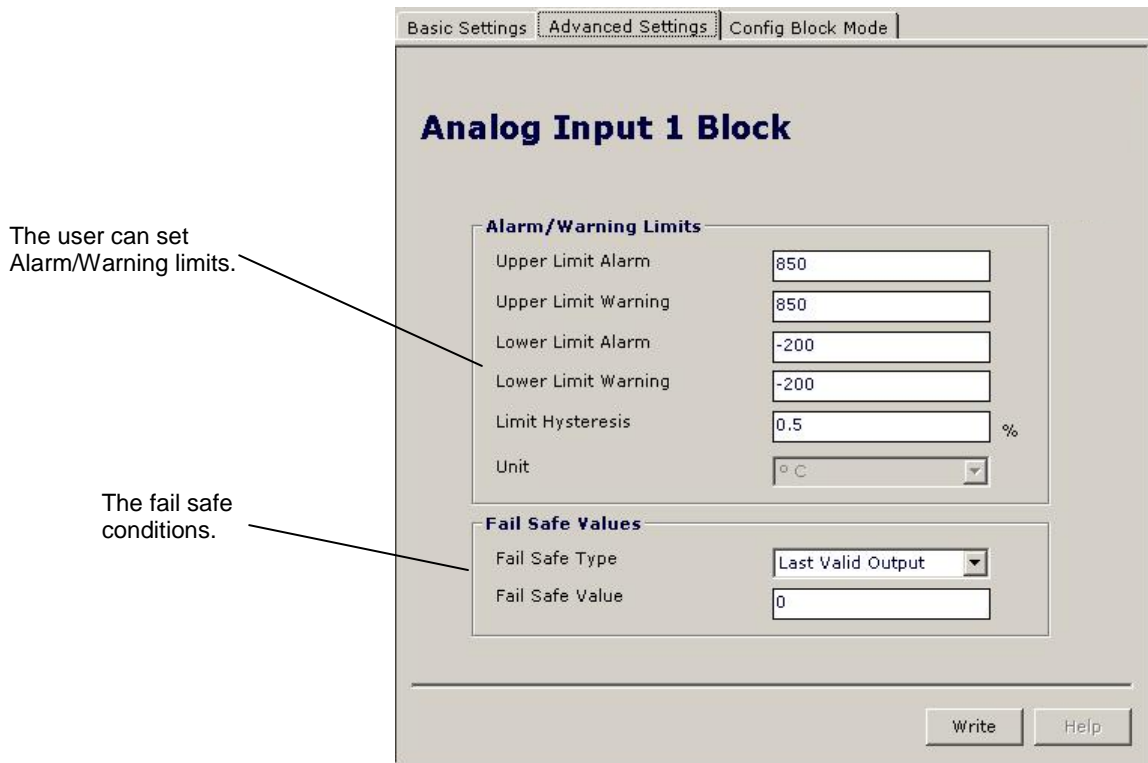 Basic Settings Advanced Settings Config Block Mode
Analog Input 1 Block
The user can set
Alarm/Warning limits.
Alarm/Warning Limits
Upper Limit Alarm 850
Upper Limit Warning 850
Lower Limit Alarm -200
Lower Limit Warning -200
Limit Hysteresis 0.5 %
Unit ° C
The fail safe
conditions.
Fail Safe Values
Fail Safe Type Last Valid Output
Fail Safe Value 0
Write Help